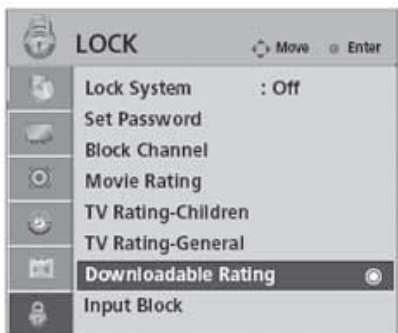 LOCK Move Enter
Lock System : Off
Set Password
Block Channel
Movie Rating
TV Rating-Children
TV Rating-General
Downloadable Rating
Input Block